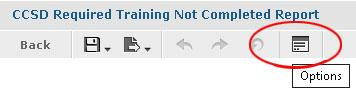 CCSD Required Training Not Completed Report
Back
Options